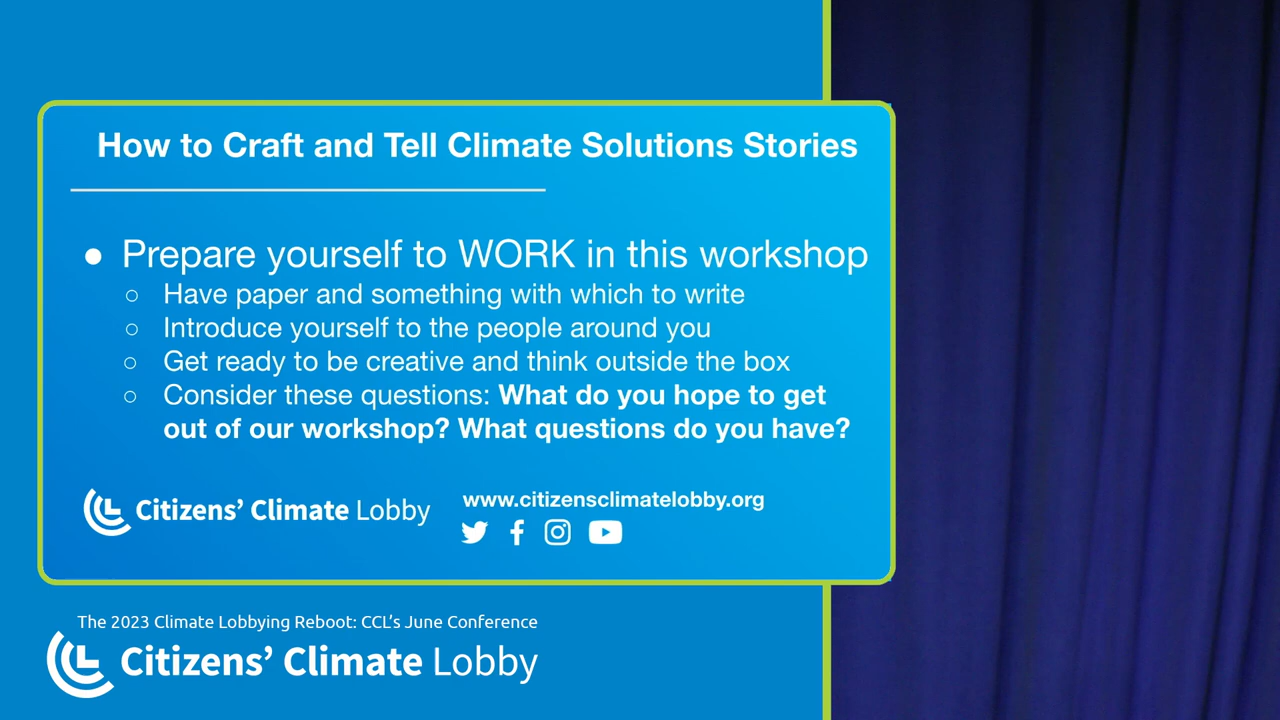 How to Craft and Tell Climate Solutions Stories
● Prepare yourself to WORK in this workshop
○ Have paper and something with which to write
○ Introduce yourself to the people around you
○ Get ready to be creative and think outside the box
○ Consider these questions: What do you hope to get
out of our workshop? What questions do you have?
Citizens’ Climate Lobby
www.citizensclimatelobby.org
The 2023 Climate Lobbying Reboot: CCL’s June Conference
Citizens’ Climate Lobby